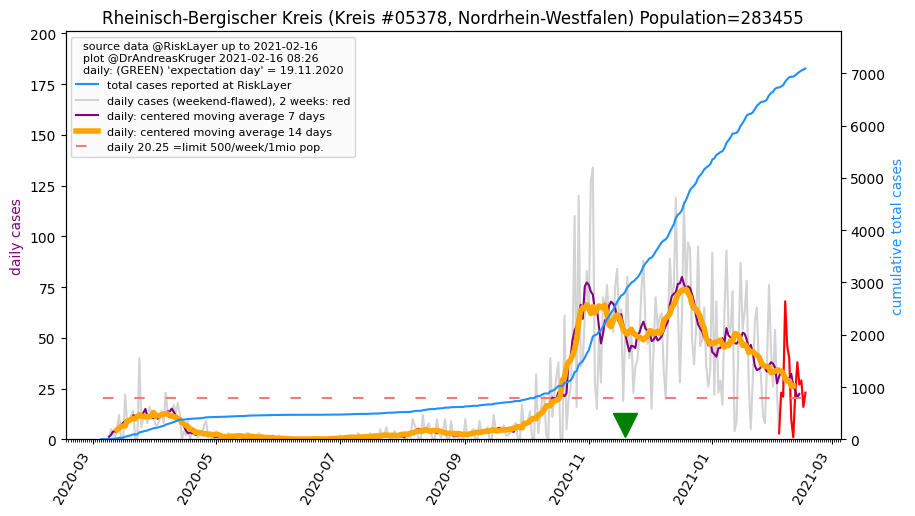 Rheinisch-Bergischer Kreis (Kreis #05378, Nordrhein-Westfalen) Population=283455
source data @RiskLayer up to 2021-02-16
plot @DrAndreasKruger 2021-02-16 08:26
daily: (GREEN) 'expectation day' = 19.11.2020
total cases reported at RiskLayer
daily cases (weekend-flawed), 2 weeks: red
daily: centered moving average 7 days
daily: centered moving average 14 days
daily 20.25 =limit 500/week/1mio pop.
daily cases
200
175
150
125
100
75
50
25
0
cumulative total cases
7000
6000
5000
4000
3000
2000
1000
0
2020-03
2020-05
2020-07
2020-09
2020-11
2021-01
2021-03